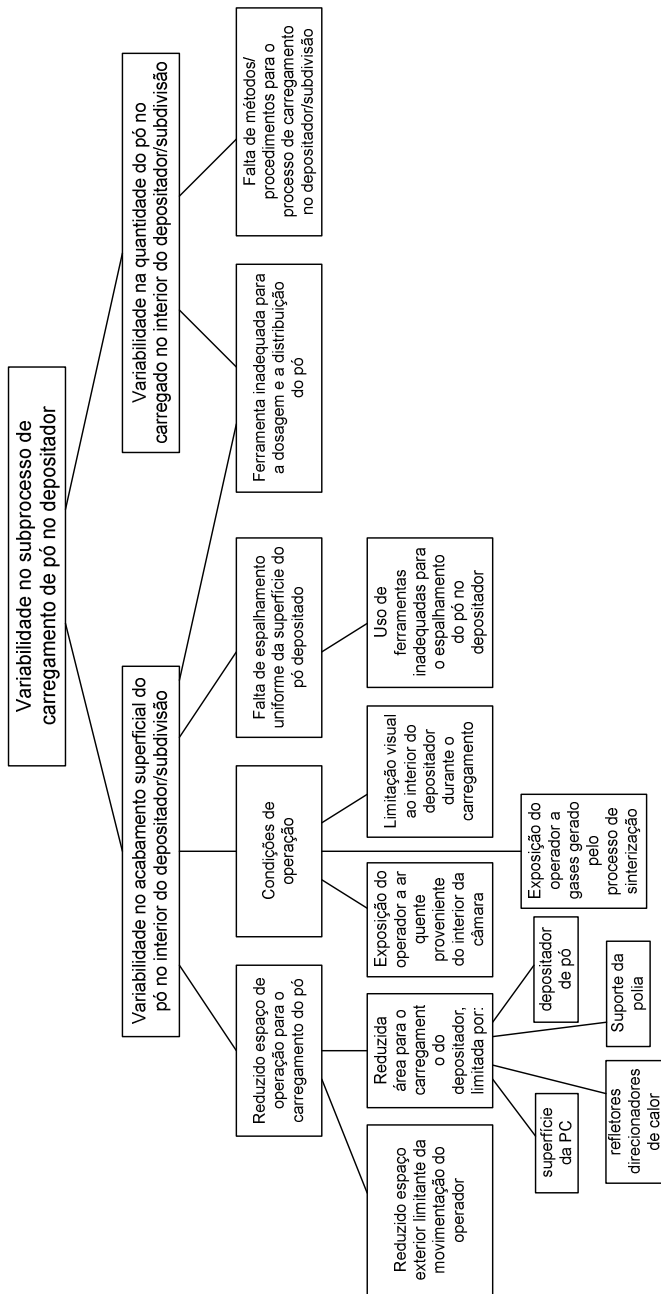 Variabilidade no subprocesso de
carregamento de pó no depositador
Variabilidade no acabamento superficial do
pó no interior do depositador/subdivisão
Variabilidade na quantidade do pó no
carregado no interior do depositador/subdivisão
Reduzido espaço de
operação para o
carregamento do pó
Condições de
operação
Falta de espalhamento
uniforme da superfície do
pó depositado
Ferramenta inadequada para
a dosagem e a distribuição
do pó
Falta de métodos/
procedimentos para o
processo de carregamento
no depositador/subdivisão
Reduzido espaço
exterior limitante da
movimentação do
operador
Reduzida
área para o
carregament
o do
depositador,
limitada por:
Exposição do
operador a ar
quente
proveniente
do interior da
câmara
Limitação visual
ao interior do
depositador
durante o
carregamento
Uso de
ferramentas
inadequadas para
o espalhamento
do pó no
depositador
superfície
da PC
depositador
de pó
Exposição do
operador a
gases gerado
pelo
processo de
sinterização
refletores
direcionadores
de calor
Suporte da
polia